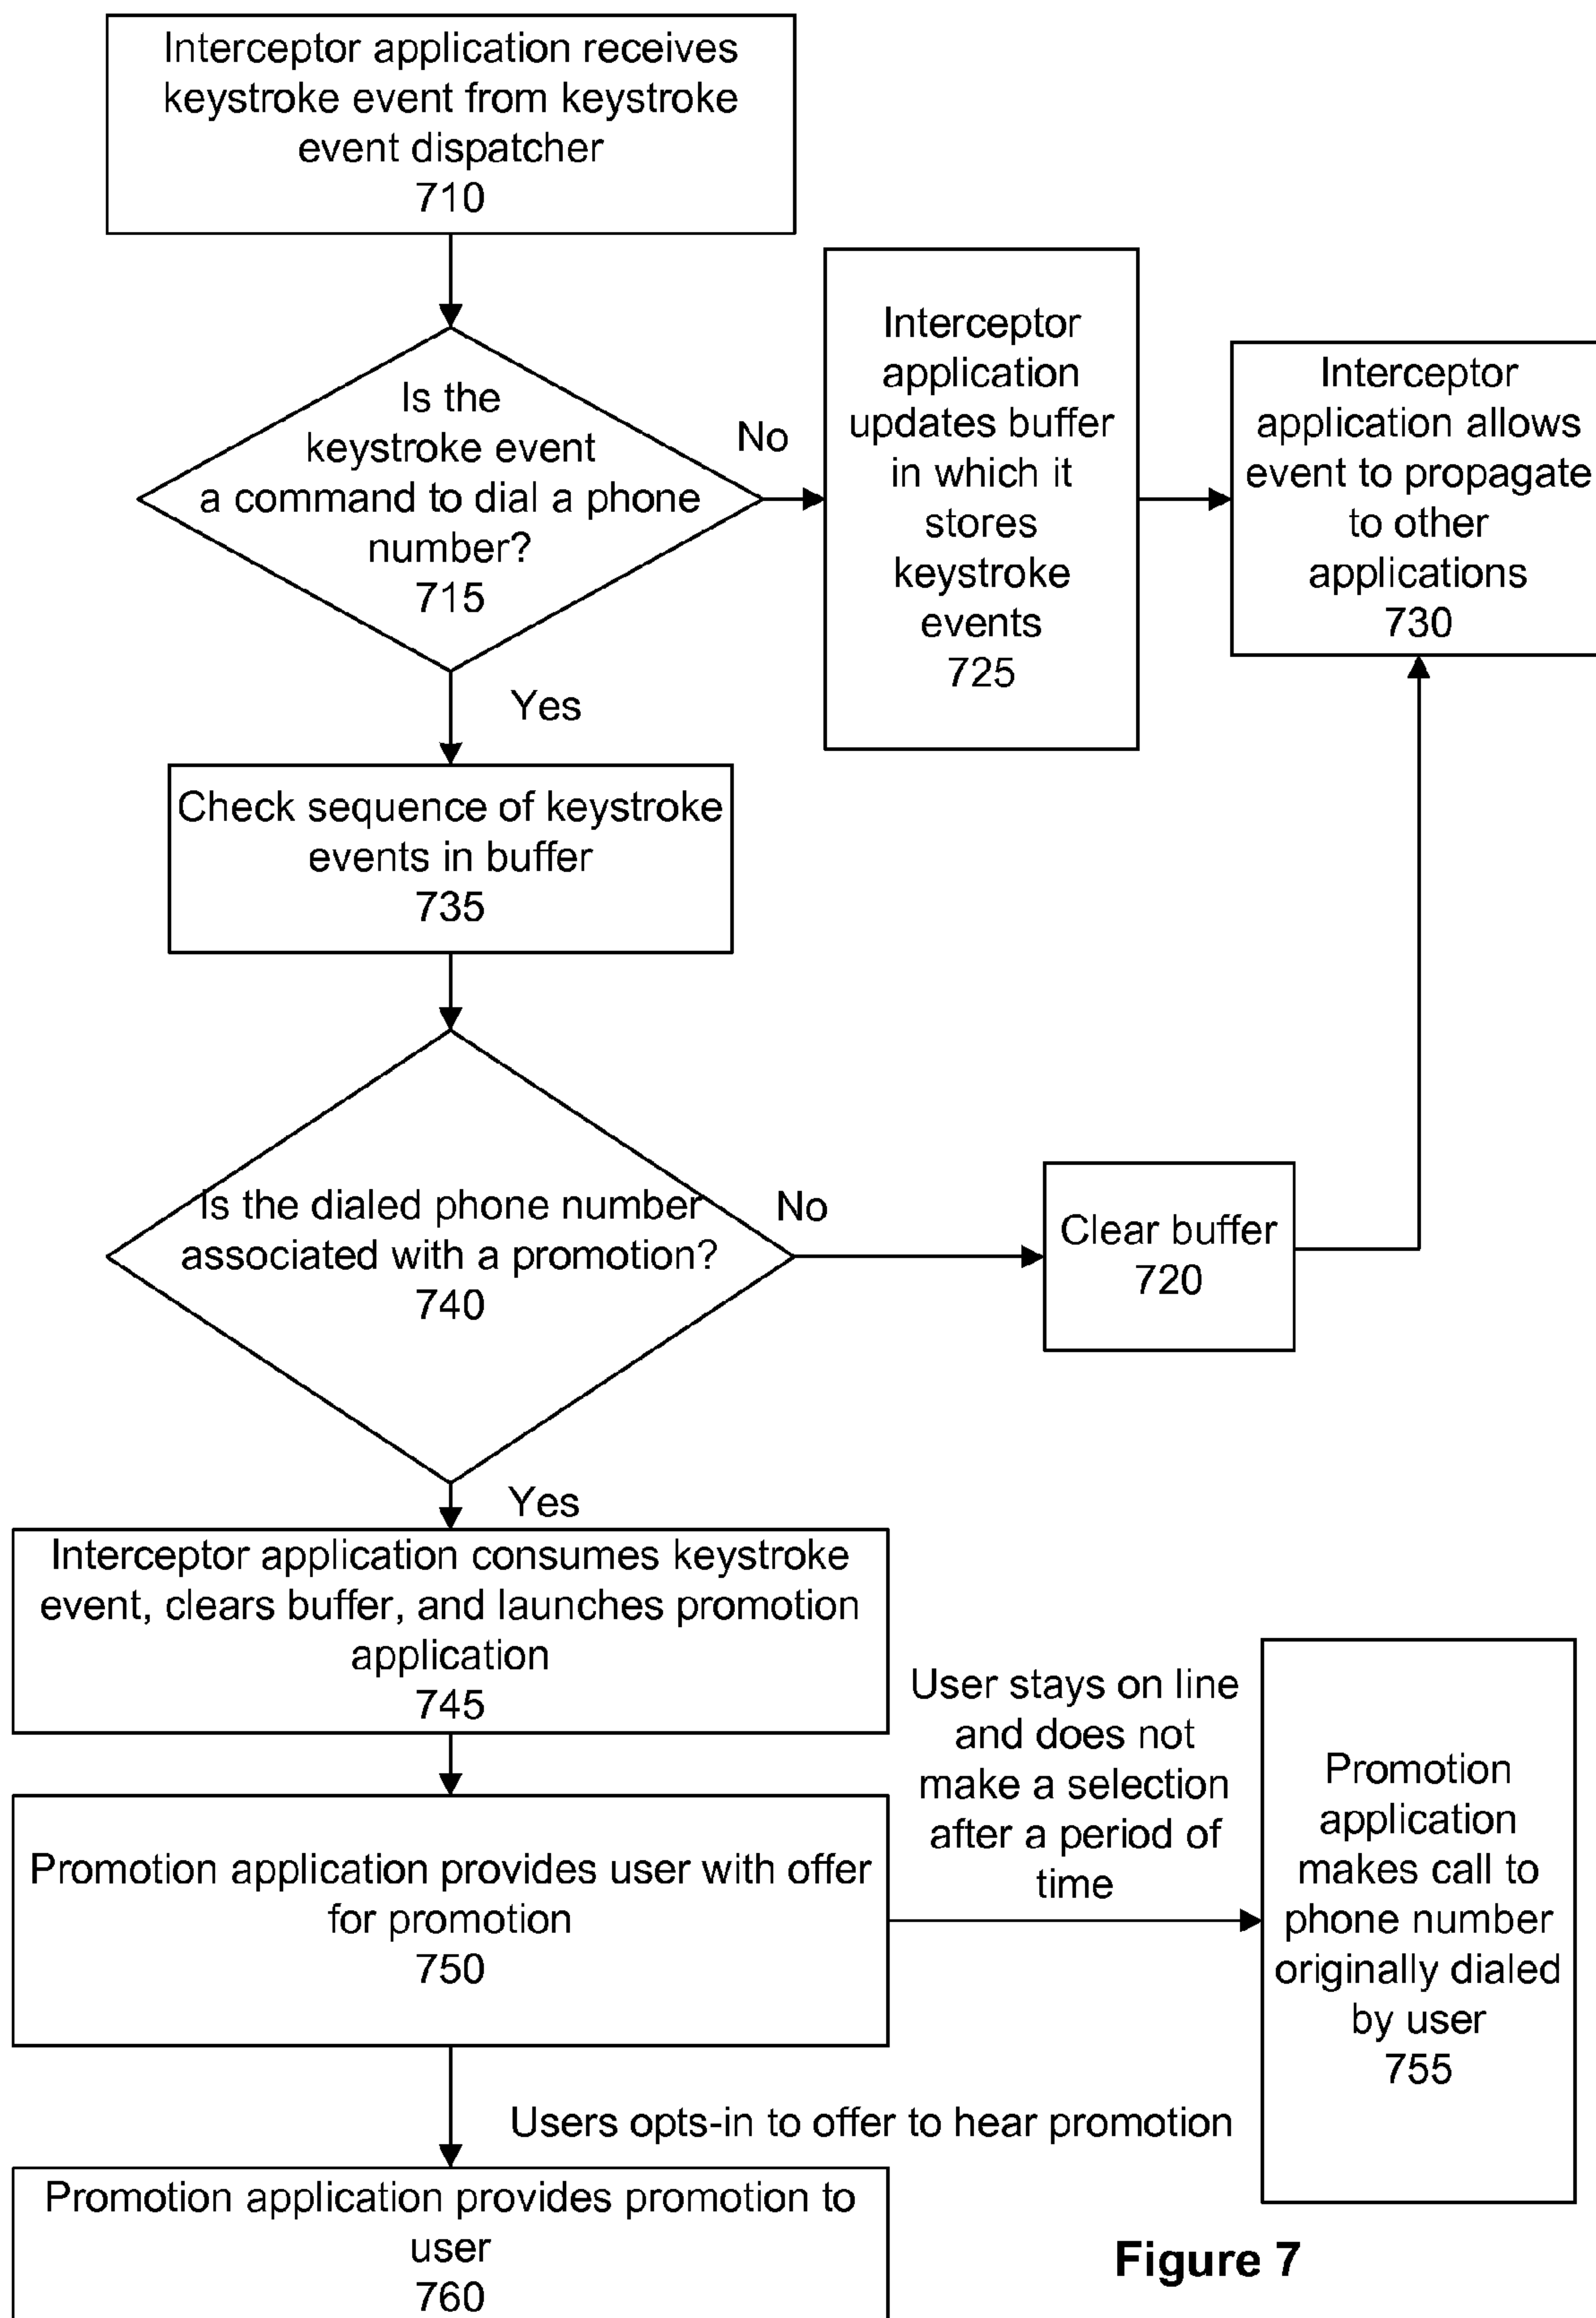 Interceptor application receives
keystroke event from keystroke
event dispatcher
710
Is the
keystroke event
a command to dial a phone
number?
715
No
Interceptor
application
updates buffer
in which it
stores
keystroke
events
725
Interceptor
application allows
event to propagate
to other
applications
730
Yes
Check sequence of keystroke
events in buffer
735
Is the dialed phone number
associated with a promotion?
740
No
Clear buffer
720
Yes
Interceptor application consumes keystroke
event, clears buffer, and launches promotion
application
745
User stays on line
and does not
make a selection
after a period of
time
Promotion application provides user with offer
for promotion
750
Promotion
application
makes call to
phone number
originally dialed
by user
755
Users opts-in to offer to hear promotion
Promotion application provides promotion to
user
760
Figure 7